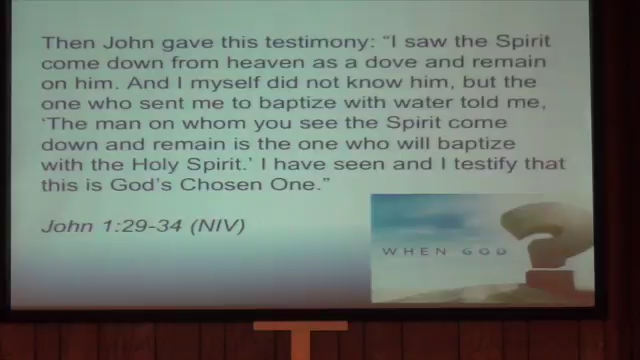 Then John gave this testimony: “I saw the Spirit
come down from heaven as a dove and remain
on him. And I myself did not know him, but the
one who sent me to baptize with water told me,
‘The man on whom you see the Spirit come
down and remain is the one who will baptize
with the Holy Spirit.’ I have seen and I testify that
this is God’s Chosen One.”
John 1:29-34 (NIV)
WHEN GOD